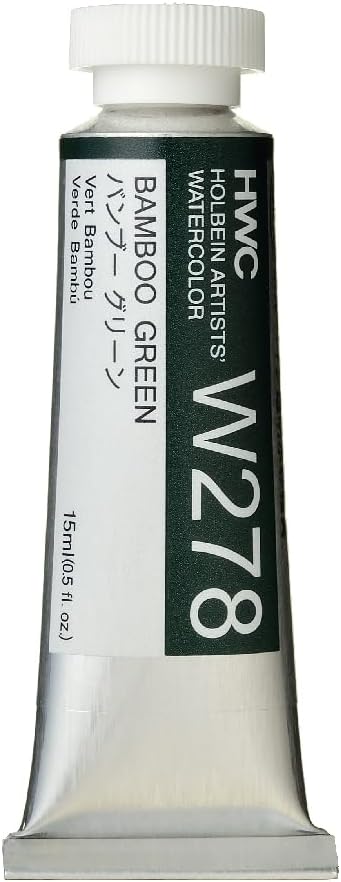 HWC
HOLBEIN ARTISTS'
WATERCOLOR
W278
BAMBOO GREEN
バンブー グリーン
Vert Bambou
Verde Bambú
15ml(0.5 fl. oz.)